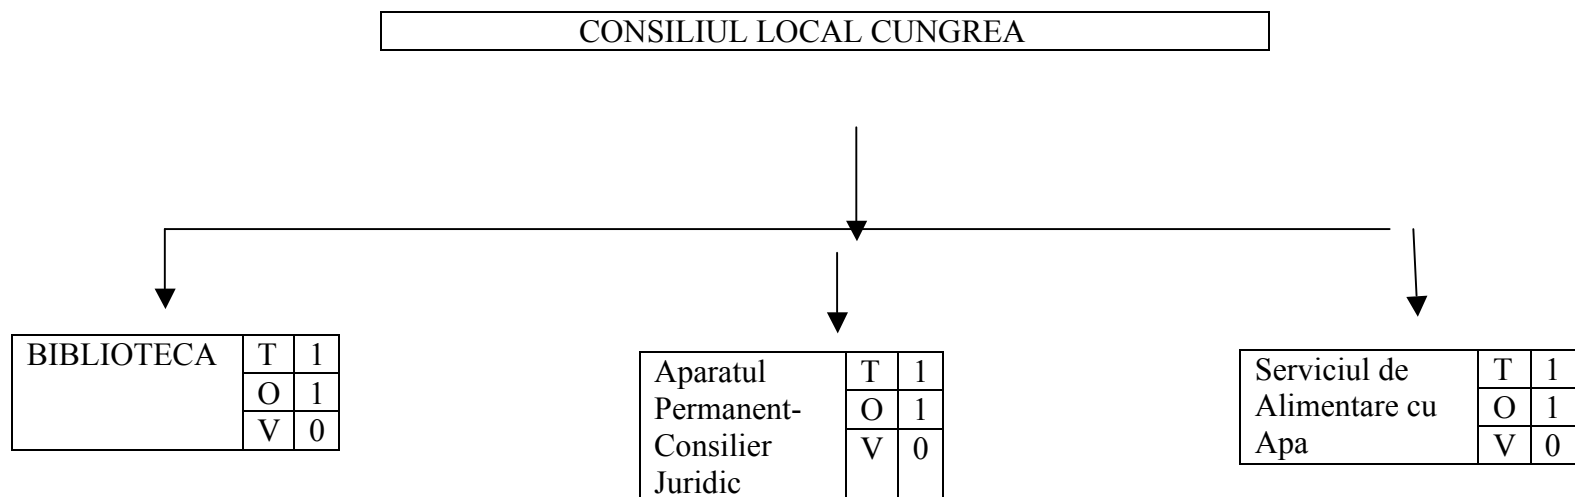 CONSILIUL LOCAL CUNGREA
BIBLIOTECA T 1
O 1
V 0
Aparatul T 1
Permanent- O 1
Consilier V 0
Juridic
Serviciul de T 1
Alimentare cu O 1
Apa V 0